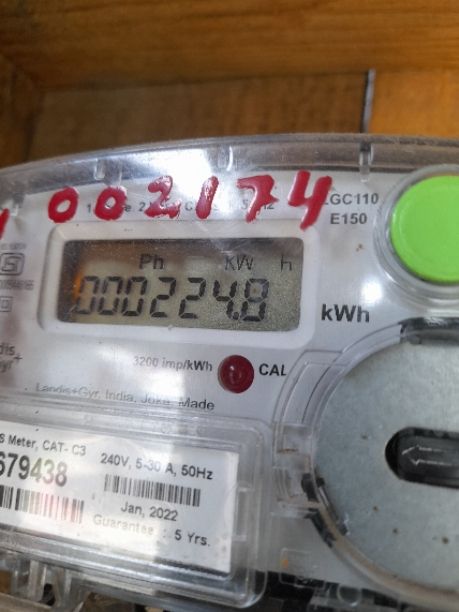 002174
LGC110
E150
Ph KW h
000224.8
kWh
3200 imp/kWh
CAL
Landis+Gyr, India, Joka, Made
S Meter, CAT- C3
679438
240V, 5-30 A, 50Hz
Jan, 2022
Guarantee : 5 Yrs.